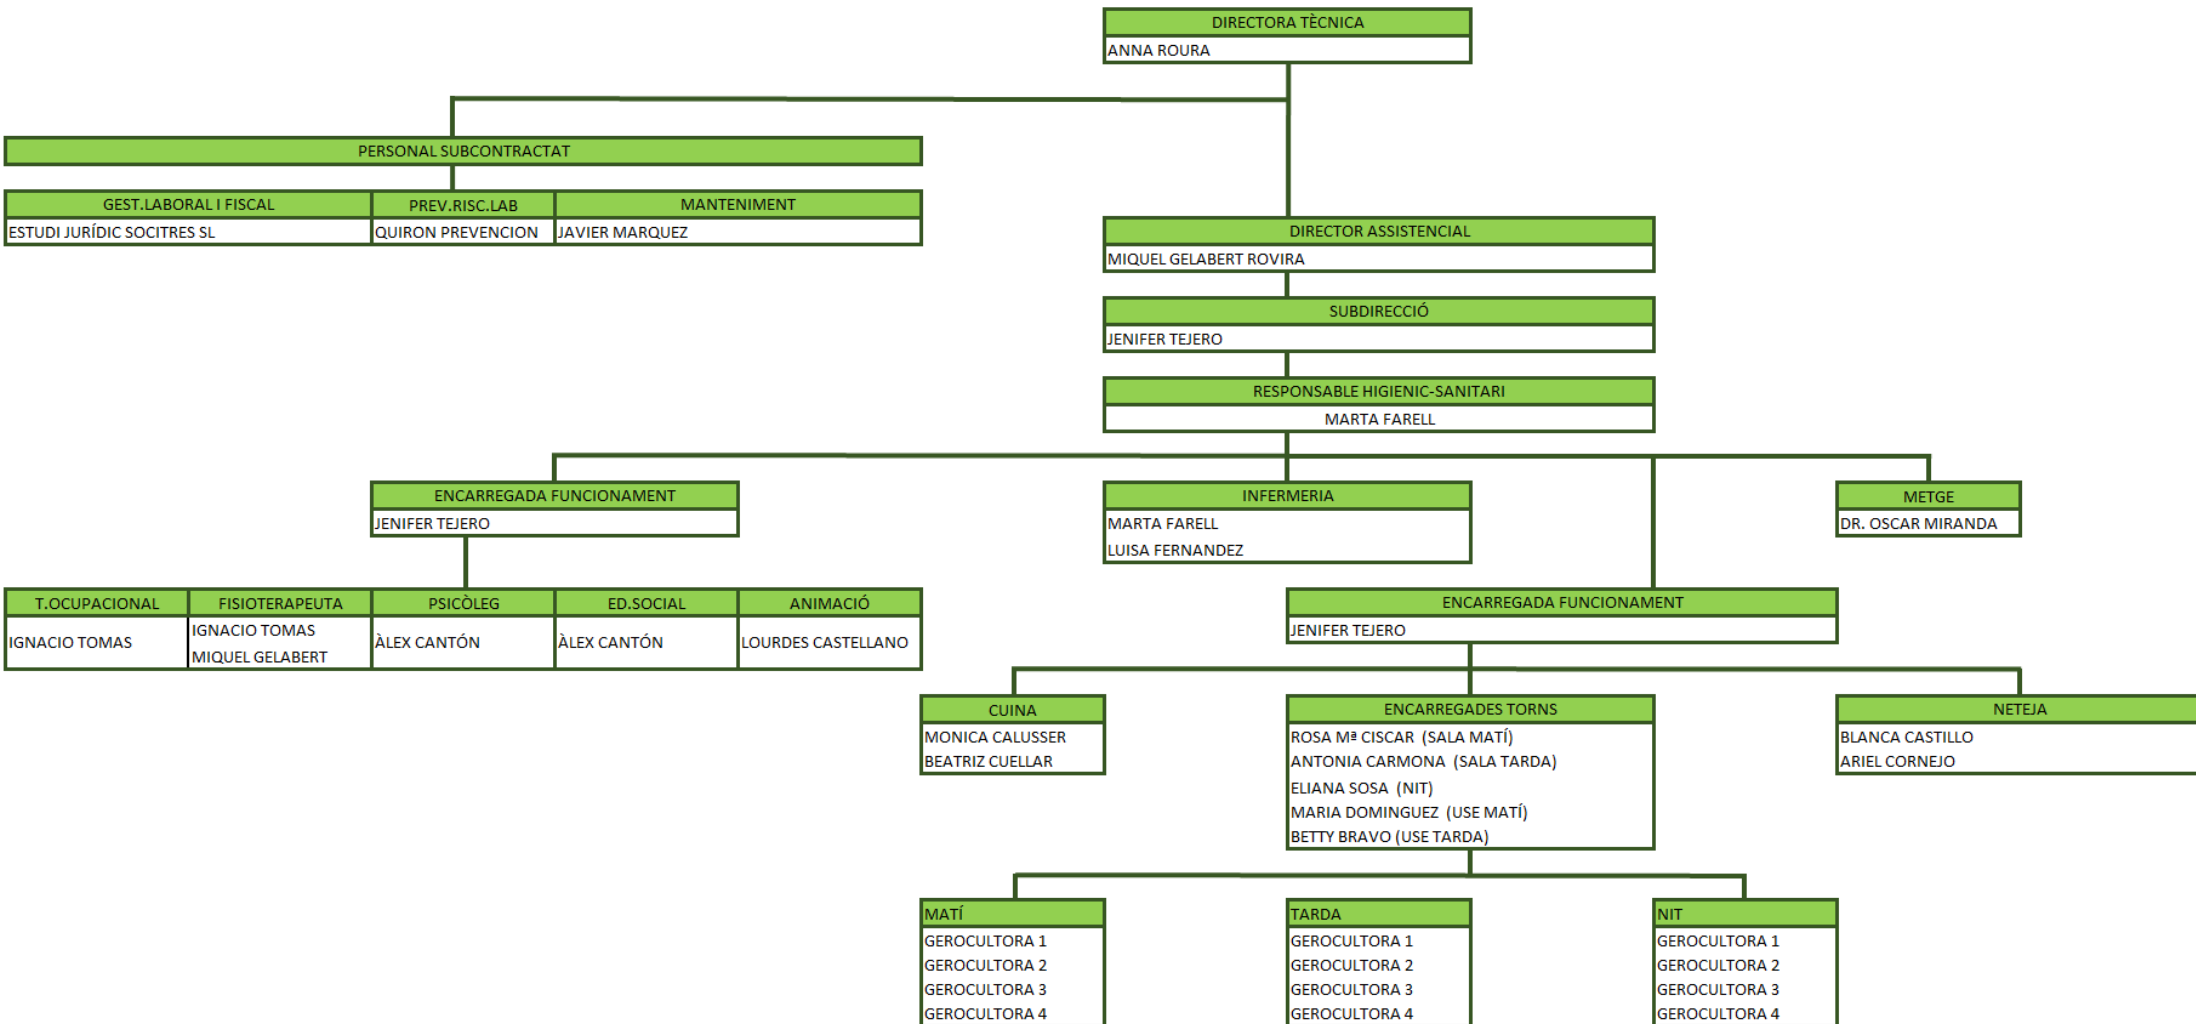 DIRECTORA TÈCNICA
ANNA ROURA
PERSONAL SUBCONTRACTAT
GEST.LABORAL I FISCAL
PREV.RISC.LAB
MANTENIMENT
ESTUDI JURÍDIC SOCITRES SL
QUIRON PREVENCION
JAVIER MARQUEZ
DIRECTOR ASSISTENCIAL
MIQUEL GELABERT ROVIRA
SUBDIRECCIÓ
JENIFER TEJERO
RESPONSABLE HIGIENIC-SANITARI
MARTA FARELL
ENCARREGADA FUNCIONAMENT
JENIFER TEJERO
INFERMERIA
MARTA FARELL
LUISA FERNANDEZ
METGE
DR. OSCAR MIRANDA
T.OCUPACIONAL
FISIOTERAPEUTA
PSICÒLEG
ED.SOCIAL
ANIMACIÓ
IGNACIO TOMAS
IGNACIO TOMAS
MIQUEL GELABERT
ÀLEX CANTÓN
ÀLEX CANTÓN
LOURDES CASTELLANO
ENCARREGADA FUNCIONAMENT
JENIFER TEJERO
CUINA
MONICA CALUSSER
BEATRIZ CUELLAR
ENCARREGADES TORNS
ROSA Mª CISCAR (SALA MATÍ)
ANTONIA CARMONA (SALA TARDA)
ELIANA SOSA (NIT)
MARIA DOMINGUEZ (USE MATÍ)
BETTY BRAVO (USE TARDA)
NETEJA
BLANCA CASTILLO
ARIEL CORNEJO
MATÍ
GEROCULTORA 1
GEROCULTORA 2
GEROCULTORA 3
GEROCULTORA 4
TARDA
GEROCULTORA 1
GEROCULTORA 2
GEROCULTORA 3
GEROCULTORA 4
NIT
GEROCULTORA 1
GEROCULTORA 2
GEROCULTORA 3
GEROCULTORA 4